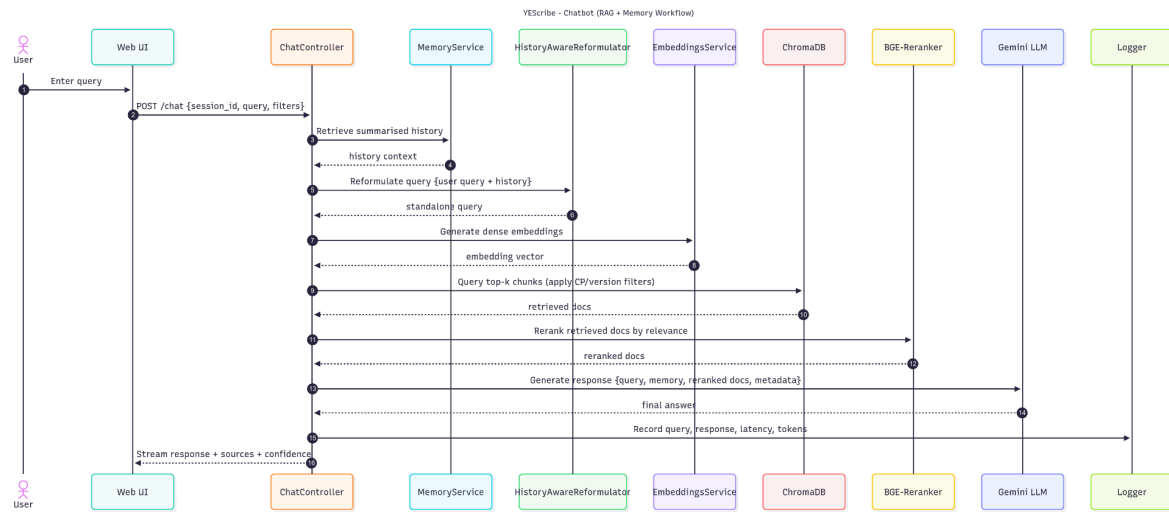 YEScribe - Chatbot (RAG + Memory Workflow)
User
Web UI
ChatController
MemoryService
HistoryAwareReformulator
EmbeddingsService
ChromaDB
BGE-Reranker
Gemini LLM
Logger
1
Enter query
2
POST /chat {session_id, query, filters}
3
Retrieve summarised history
4
history context
5
Reformulate query {user query + history}
6
standalone query
7
Generate dense embeddings
8
embedding vector
9
Query top-k chunks (apply CP/version filters)
10
retrieved docs
11
Rerank retrieved docs by relevance
12
reranked docs
13
Generate response {query, memory, reranked docs, metadata}
14
final answer
15
Record query, response, latency, tokens
16
Stream response + sources + confidence
User
Web UI
ChatController
MemoryService
HistoryAwareReformulator
EmbeddingsService
ChromaDB
BGE-Reranker
Gemini LLM
Logger